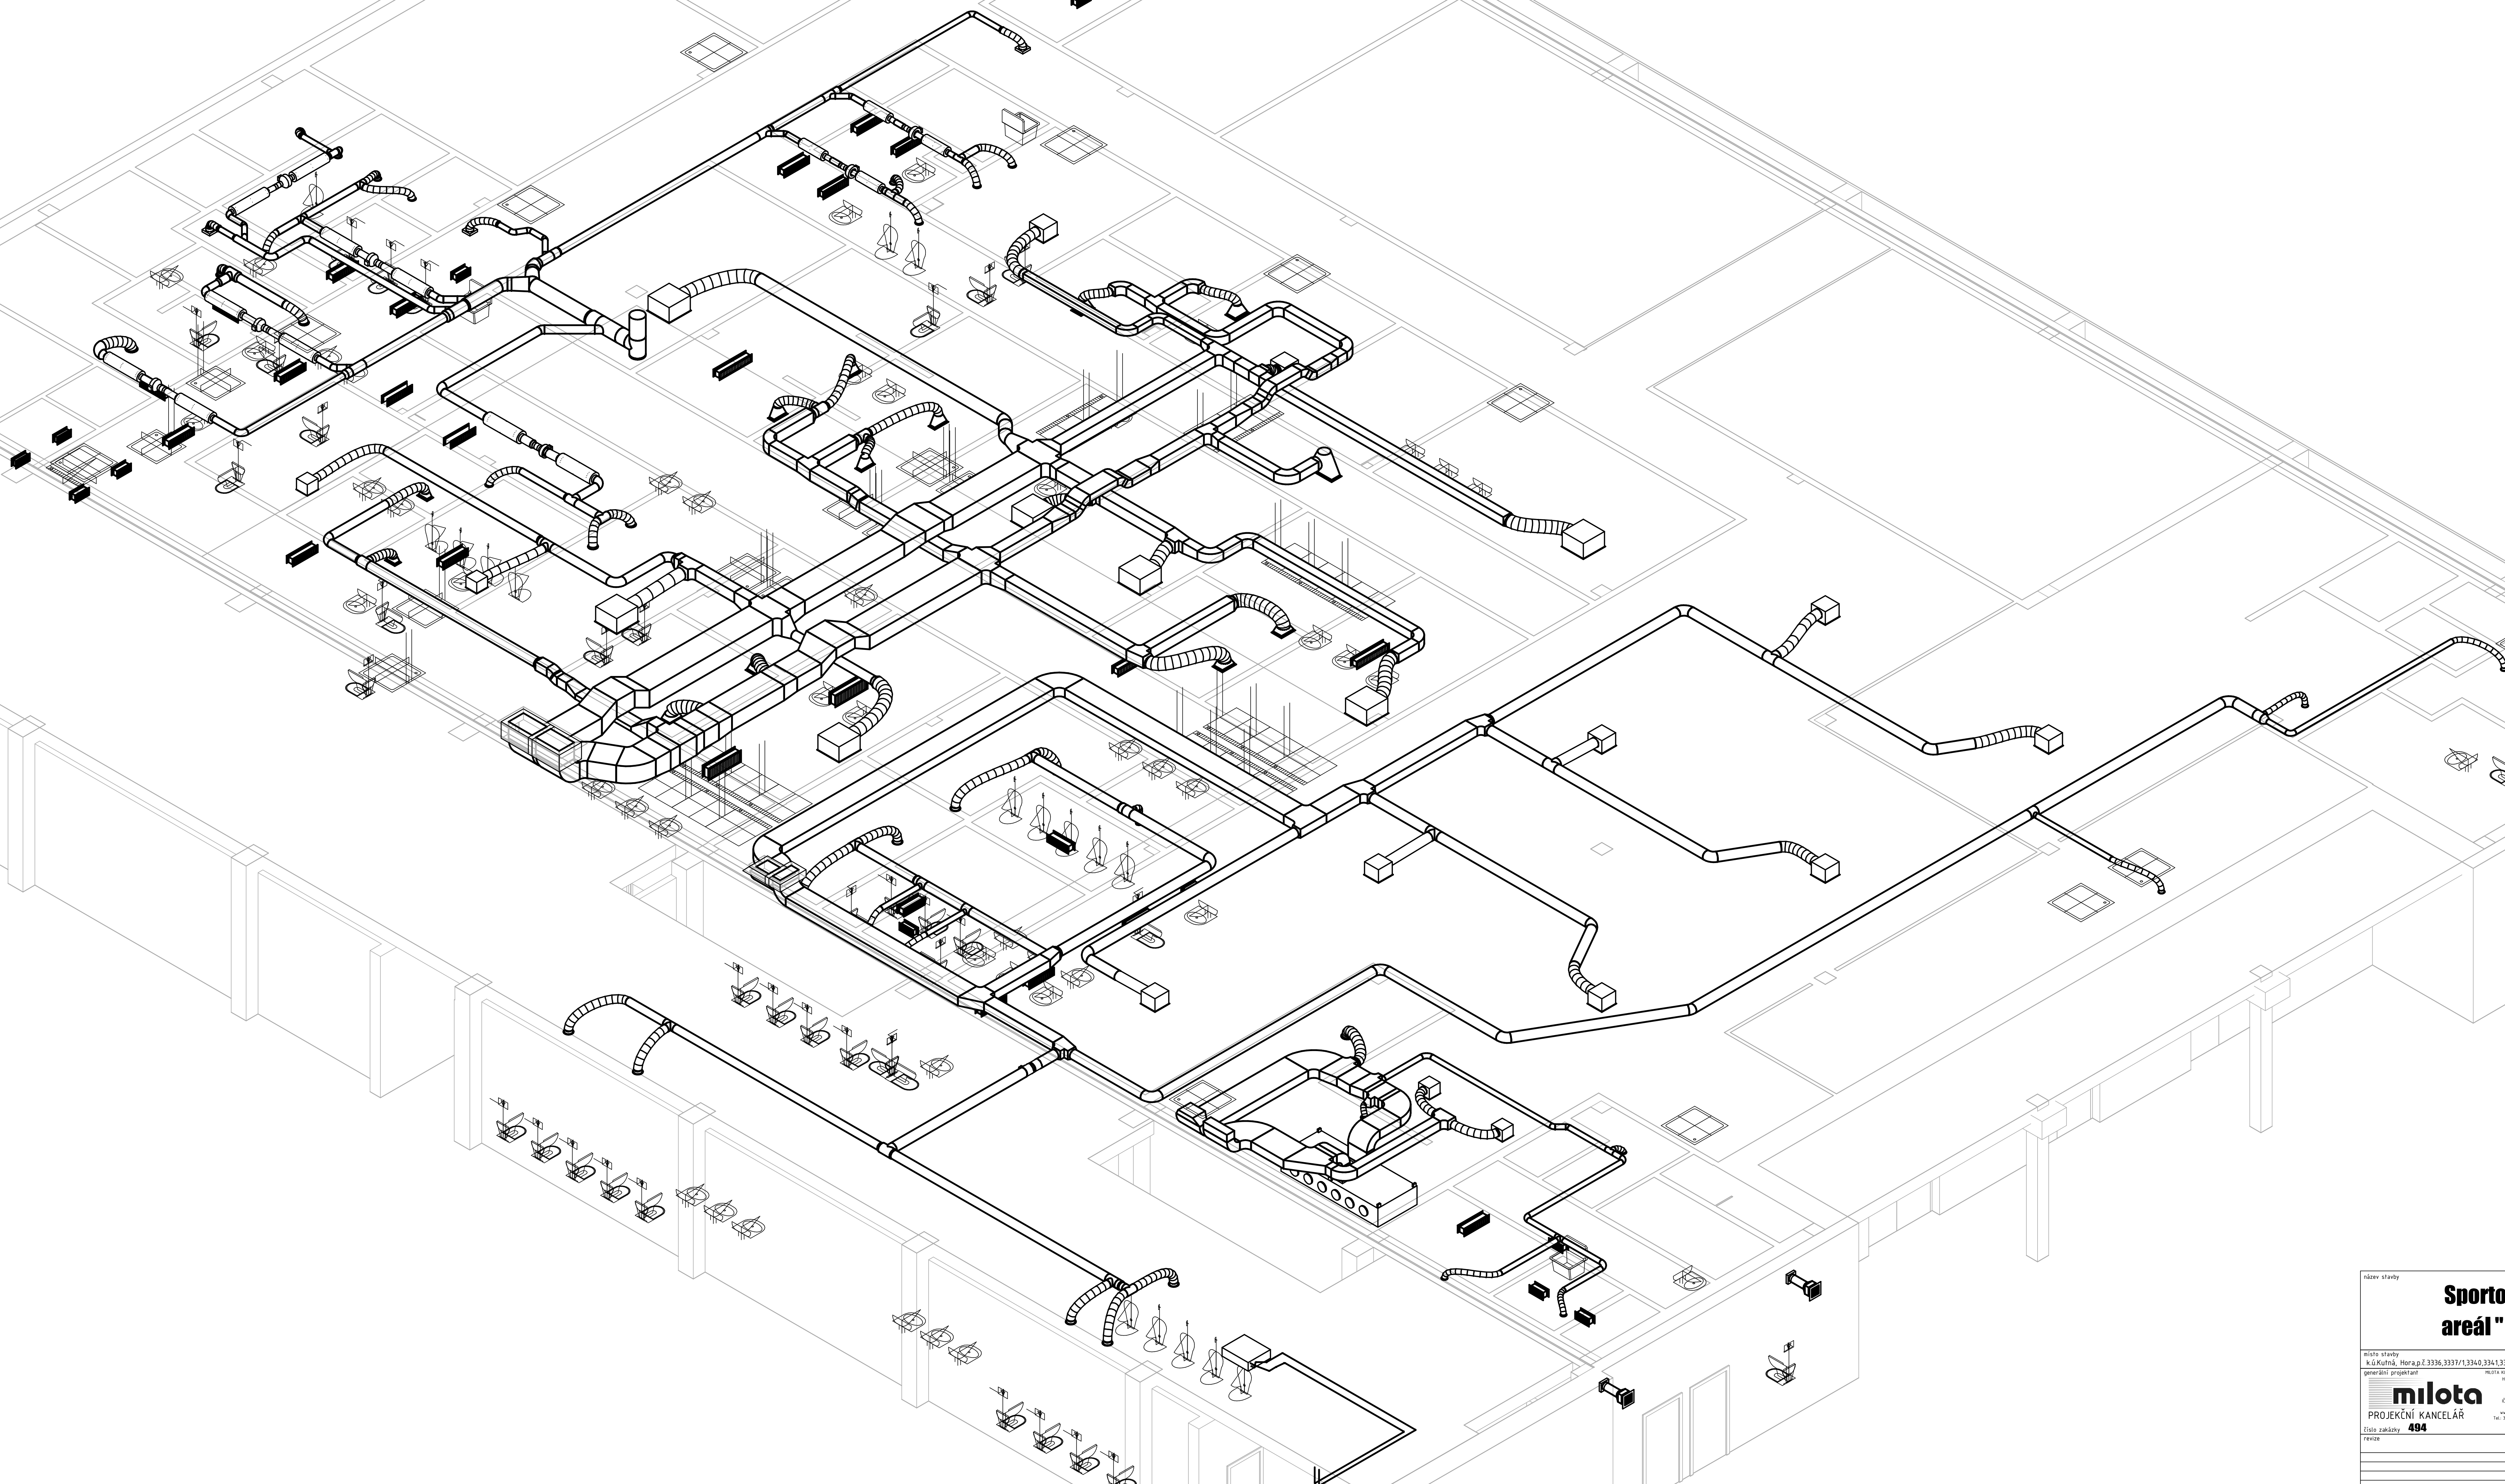 název stavby
Sporto
areál "
místo stavby
k.ú.Kutná, Hora,p.č.3336,3337/1,3340,3341,33
generální projektant
milota
PROJEKČNÍ KANCELÁŘ
číslo zakázky 494
revize